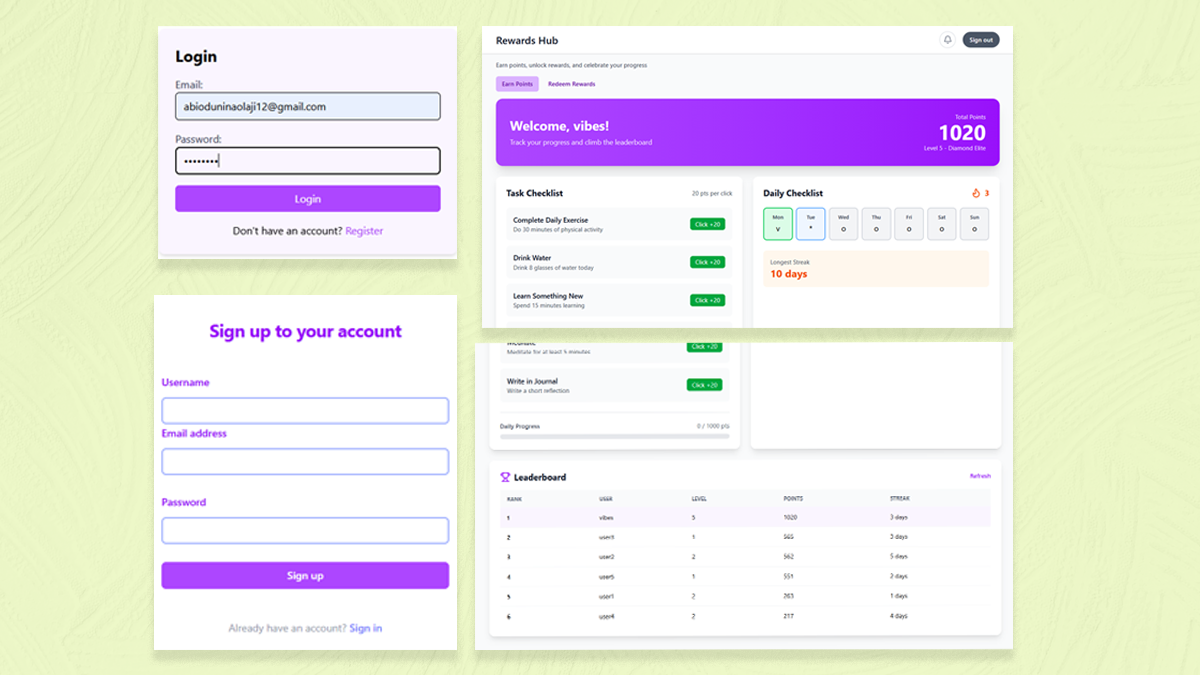 Login
Email:
abioduninaolaji12@gmail.com
Password:
••••••••
Login
Don't have an account? Register
Sign up to your account
Username
Email address
Password
Sign up
Already have an account? Sign in
Rewards Hub
Sign out
Earn points, unlock rewards, and celebrate your progress
Earn Points Redeem Rewards
Welcome, vibes!
Track your progress and climb the leaderboard
Total Points
1020
Level 5 - Diamond Elite
Task Checklist 20 pts per click
Complete Daily Exercise
Do 30 minutes of physical activity
Click +20
Drink Water
Drink 8 glasses of water today
Click +20
Learn Something New
Spend 15 minutes learning
Click +20
Daily Checklist 3
Mon Tue Wed Thu Fri Sat Sun
v * O O O O O
Longest Streak
10 days
Meditate
Meditate for at least 5 minutes
Click +20
Write in Journal
Write a short reflection
Click +20
Daily Progress 0 / 1000 pts
Leaderboard Refresh
RANK USER LEVEL POINTS STREAK
1 vibes 5 1020 3 days
2 user3 1 565 3 days
3 user2 2 562 5 days
4 user5 1 551 2 days
5 user1 2 263 1 days
6 user4 2 217 4 days